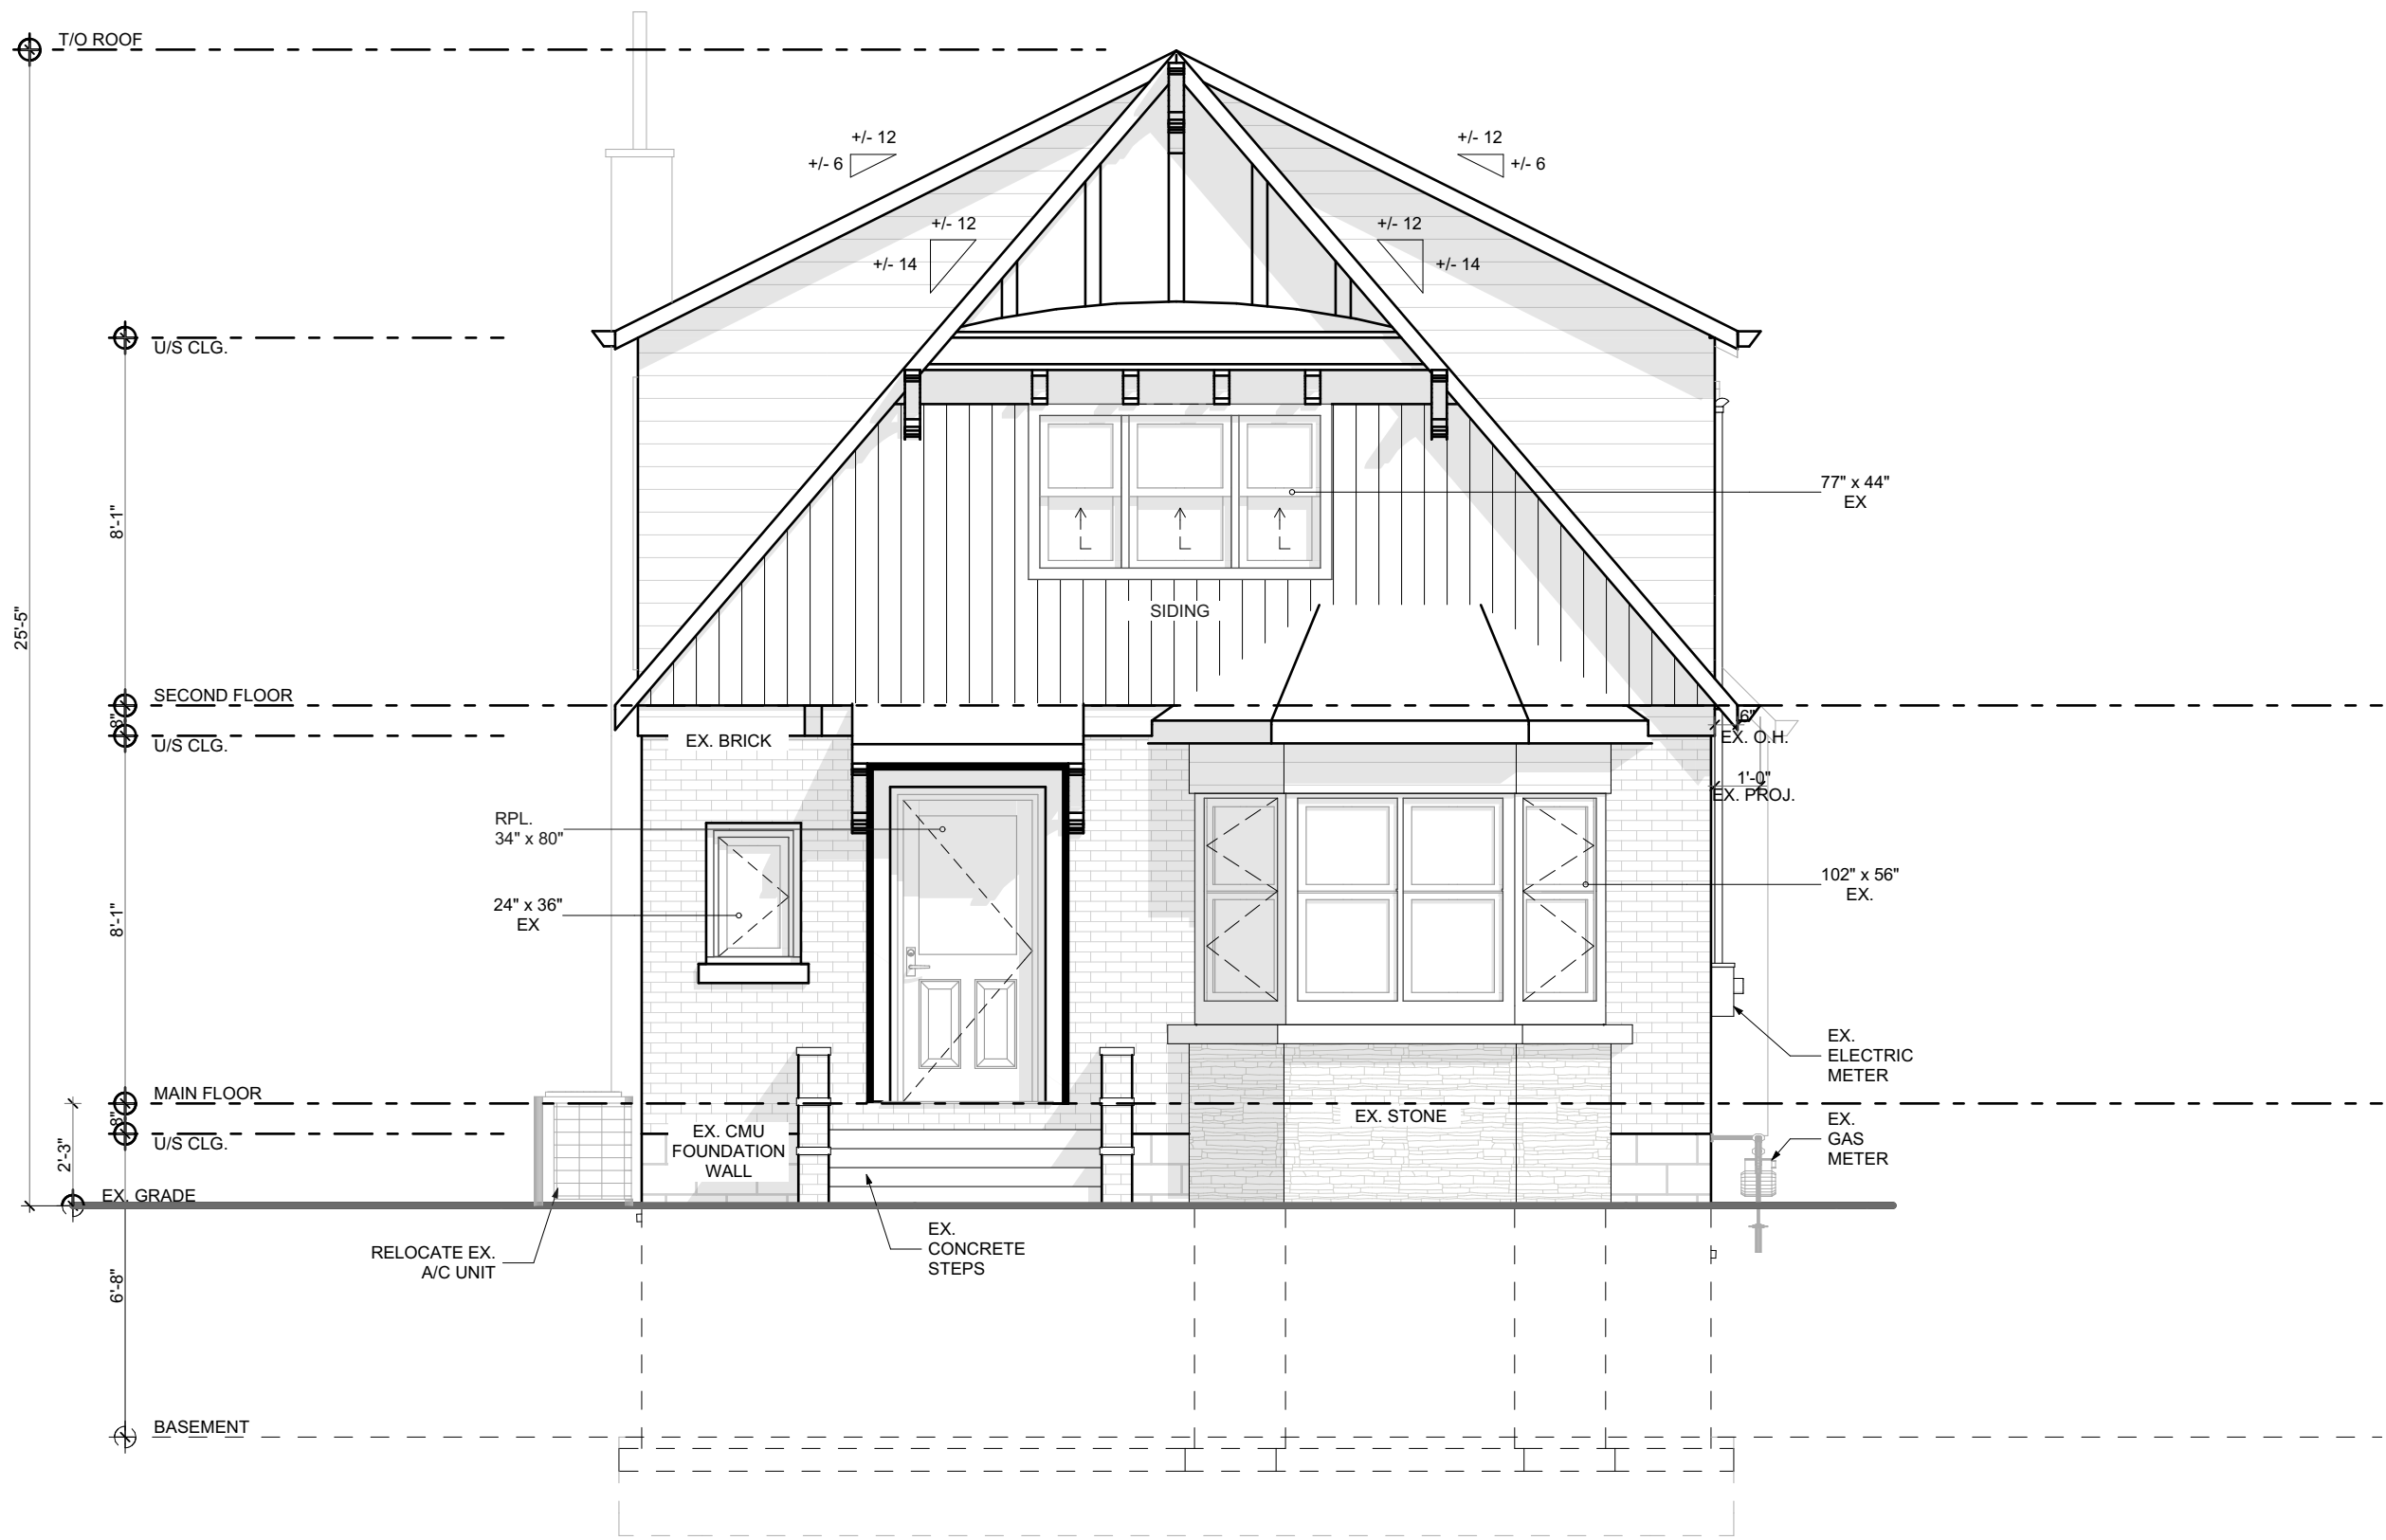 T/O ROOF
+/- 12
+/- 6
+/- 12
+/- 6
+/- 12
+/- 14
+/- 12
+/- 14
U/S CLG.
8'-1"
25'-5"
77" x 44"
EX
SIDING
SECOND FLOOR
8"
U/S CLG.
EX. BRICK
6"
EX. O.H.
1'-0"
EX. PROJ.
RPL.
34" x 80"
24" x 36"
EX
102" x 56"
EX.
8'-1"
EX.
ELECTRIC
METER
MAIN FLOOR
8"
U/S CLG.
2'-3"
EX. CMU
FOUNDATION
WALL
EX. STONE
EX.
GAS
METER
EX. GRADE
RELOCATE EX.
A/C UNIT
EX.
CONCRETE
STEPS
6'-8"
BASEMENT